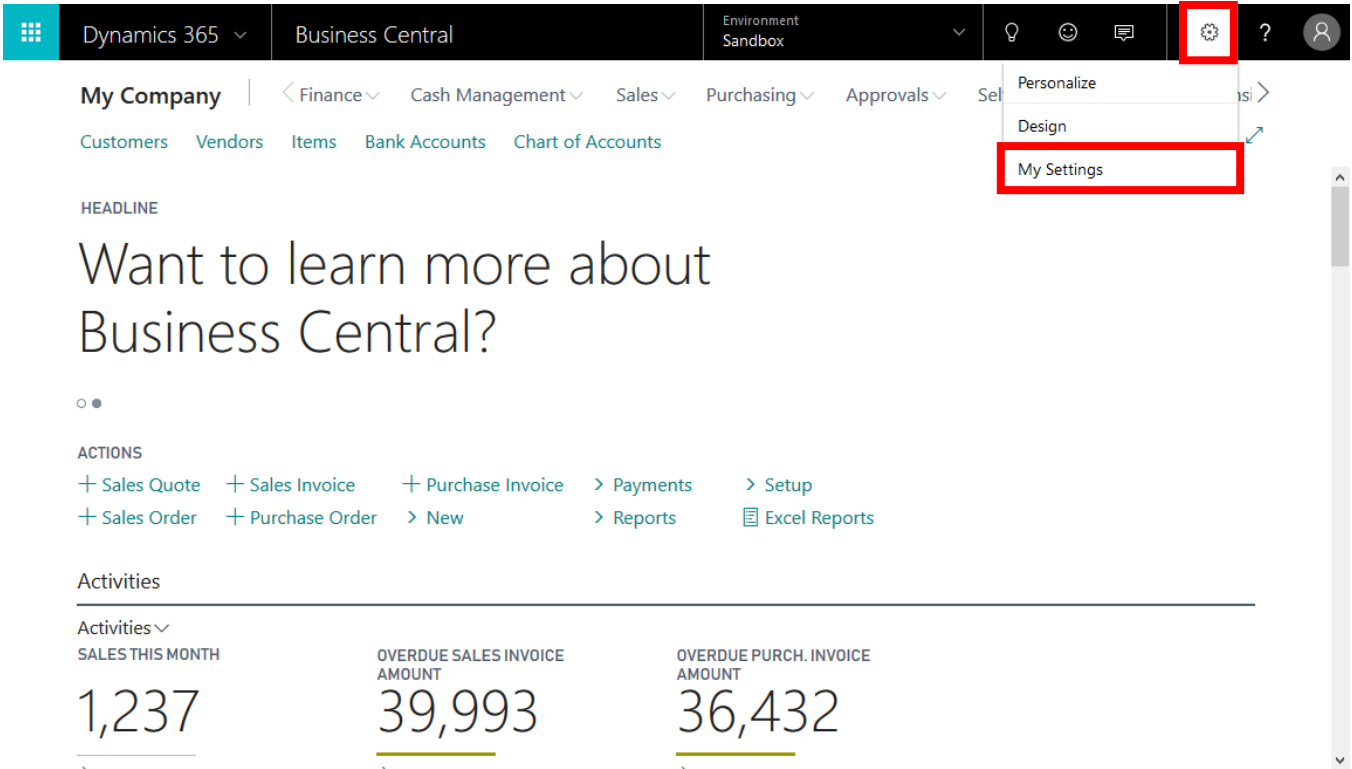 Dynamics 365 Business Central Environment
Sandbox ?
My Company Finance Cash Management Sales Purchasing Approvals
Personalize
Design
My Settings
Customers Vendors Items Bank Accounts Chart of Accounts
HEADLINE
Want to learn more about
Business Central?
ACTIONS
+ Sales Quote + Sales Invoice + Purchase Invoice > Payments > Setup
+ Sales Order + Purchase Order > New > Reports Excel Reports
Activities
Activities
SALES THIS MONTH OVERDUE SALES INVOICE AMOUNT OVERDUE PURCH. INVOICE AMOUNT
1,237 39,993 36,432